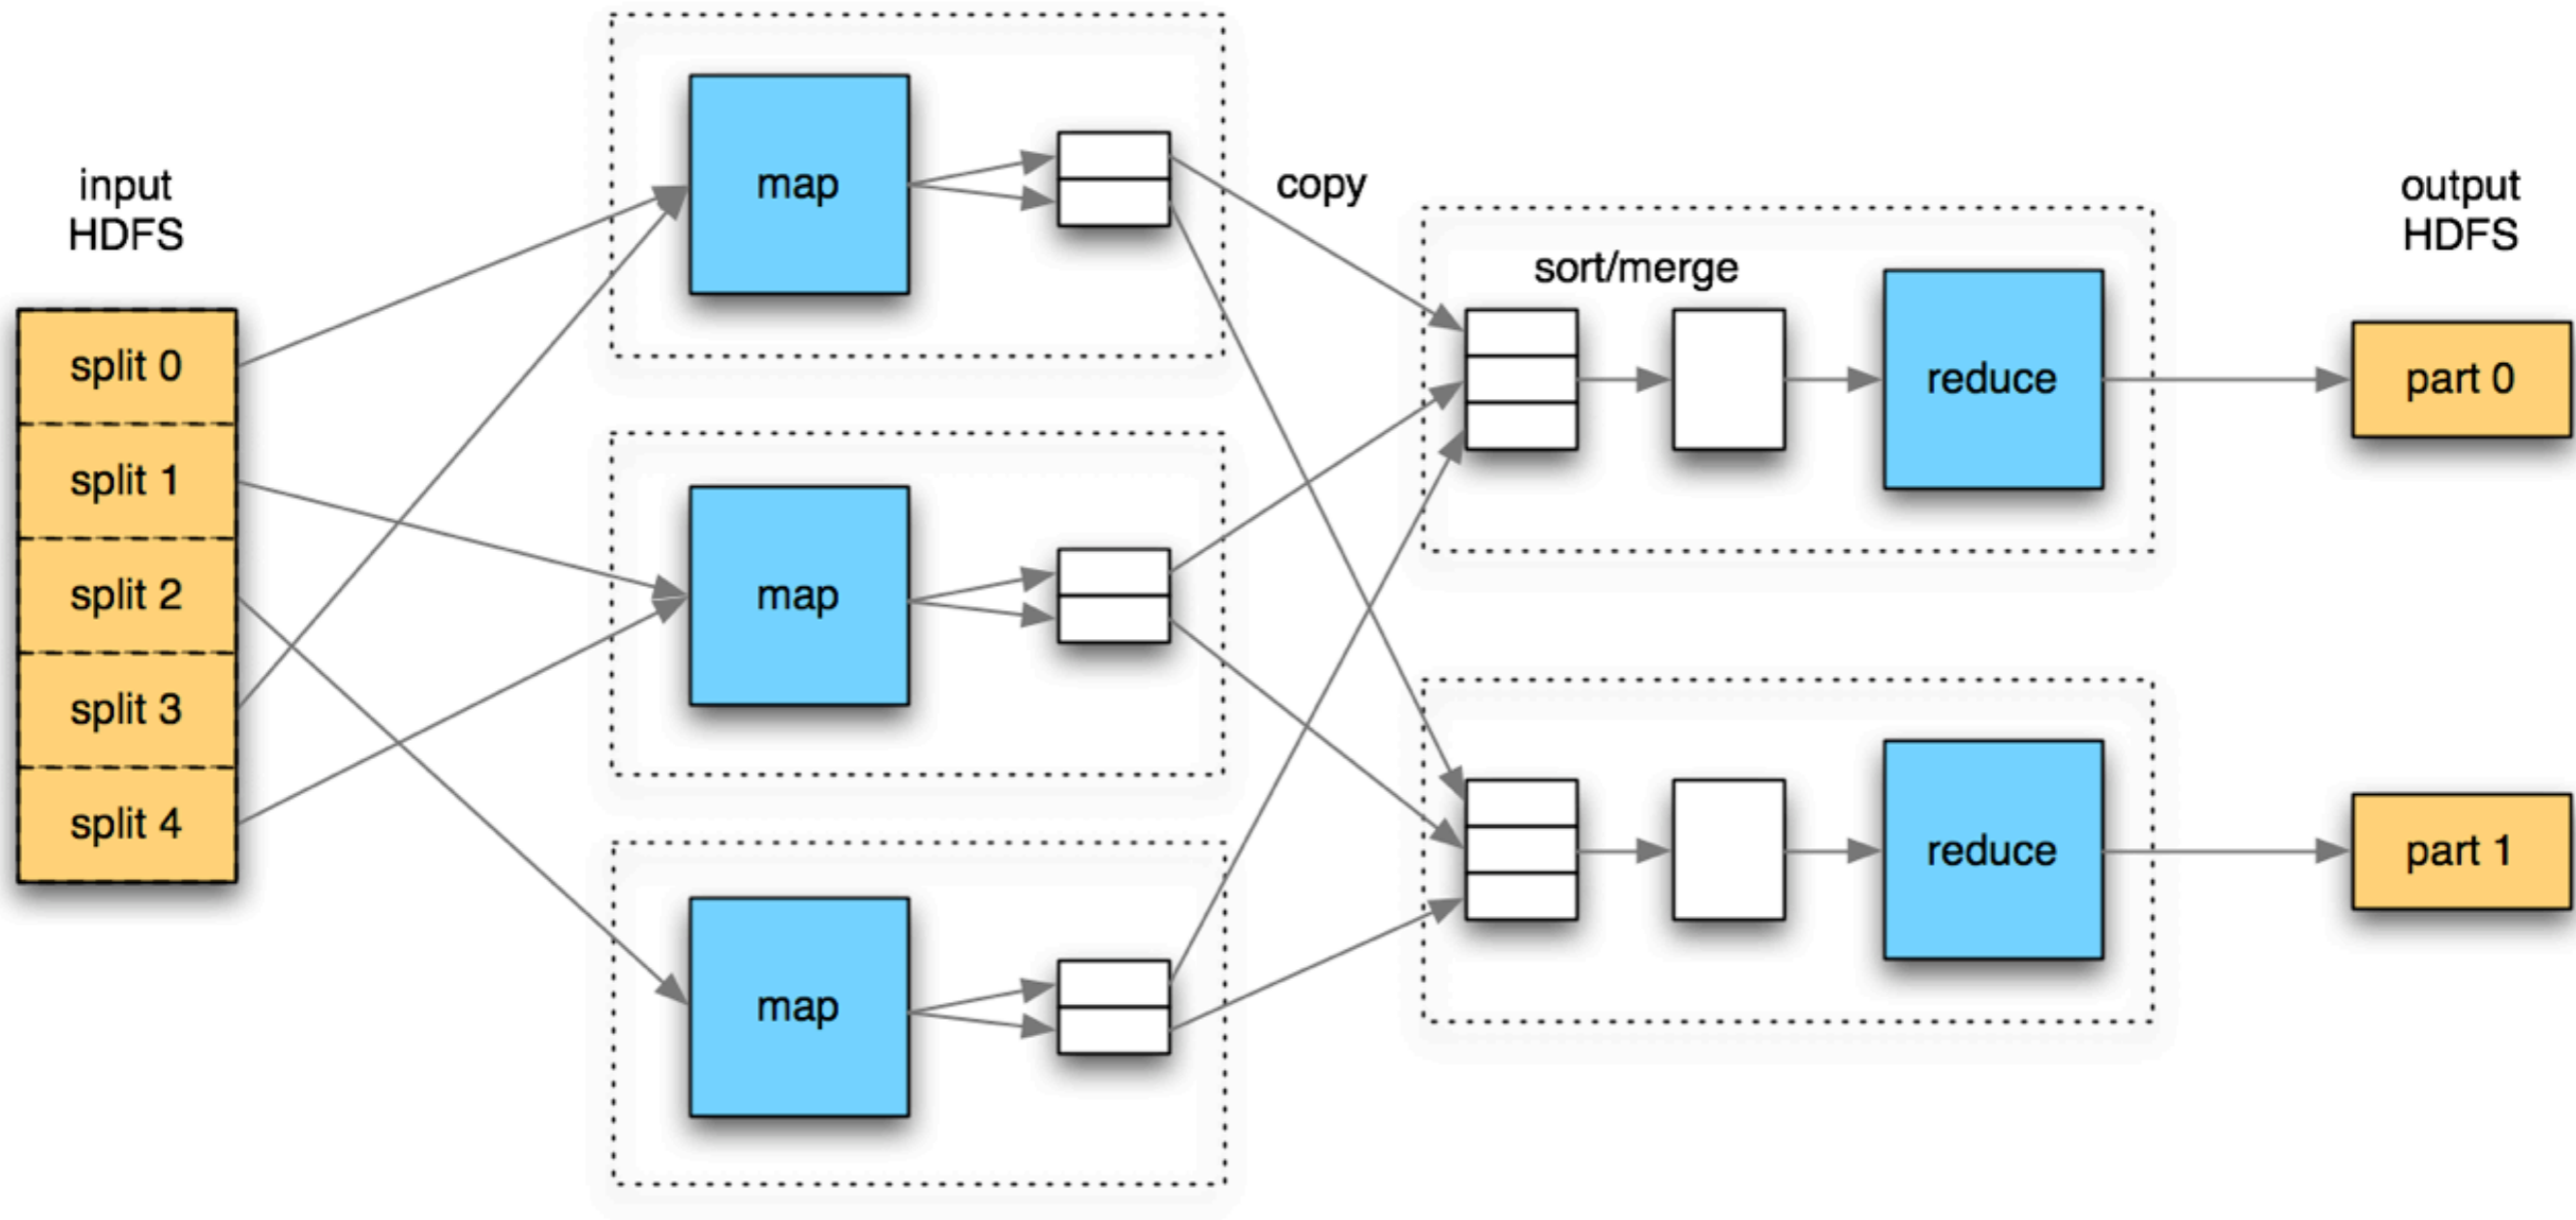 input
HDFS
split 0
split 1
split 2
split 3
split 4
map
map
map
copy
sort/merge
reduce
reduce
output
HDFS
part 0
part 1